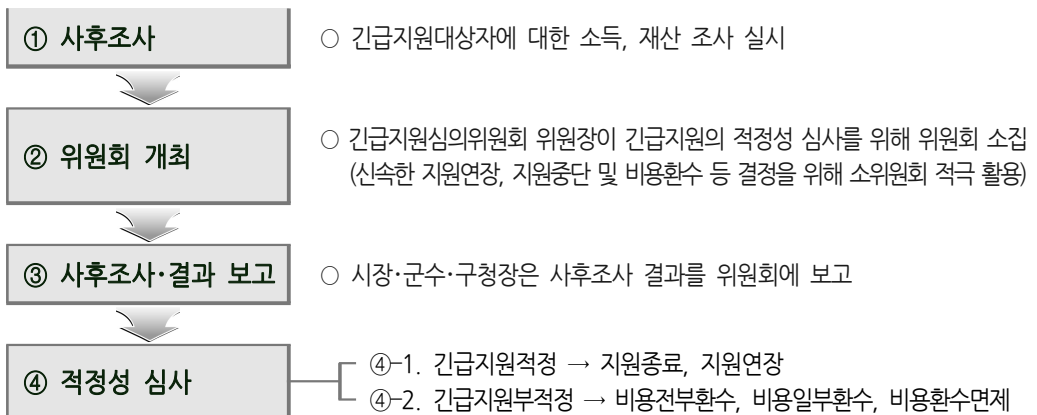 ① 사후조사
○ 긴급지원대상자에 대한 소득, 재산 조사 실시
② 위원회 개최
○ 긴급지원심의위원회 위원장이 긴급지원의 적정성 심사를 위해 위원회 소집
(신속한 지원연장, 지원중단 및 비용환수 등 결정을 위해 소위원회 적극 활용)
③ 사후조사·결과 보고
○ 시장·군수·구청장은 사후조사 결과를 위원회에 보고
④ 적정성 심사
④-1. 긴급지원적정 → 지원종료, 지원연장
④-2. 긴급지원부적정 → 비용전부환수, 비용일부환수, 비용환수면제